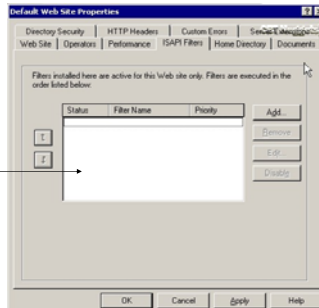 Default Web Site Properties
Directory Security HTTP Headers Custom Errors
Web Site Operators Performance ISAPI Filters Home Directory Documents
Filters installed here are active for this Web site only. Filters are executed in the
order listed below:
Status Filter Name Priority
Add...
Remove
Edit...
Disable
OK Cancel Apply Help